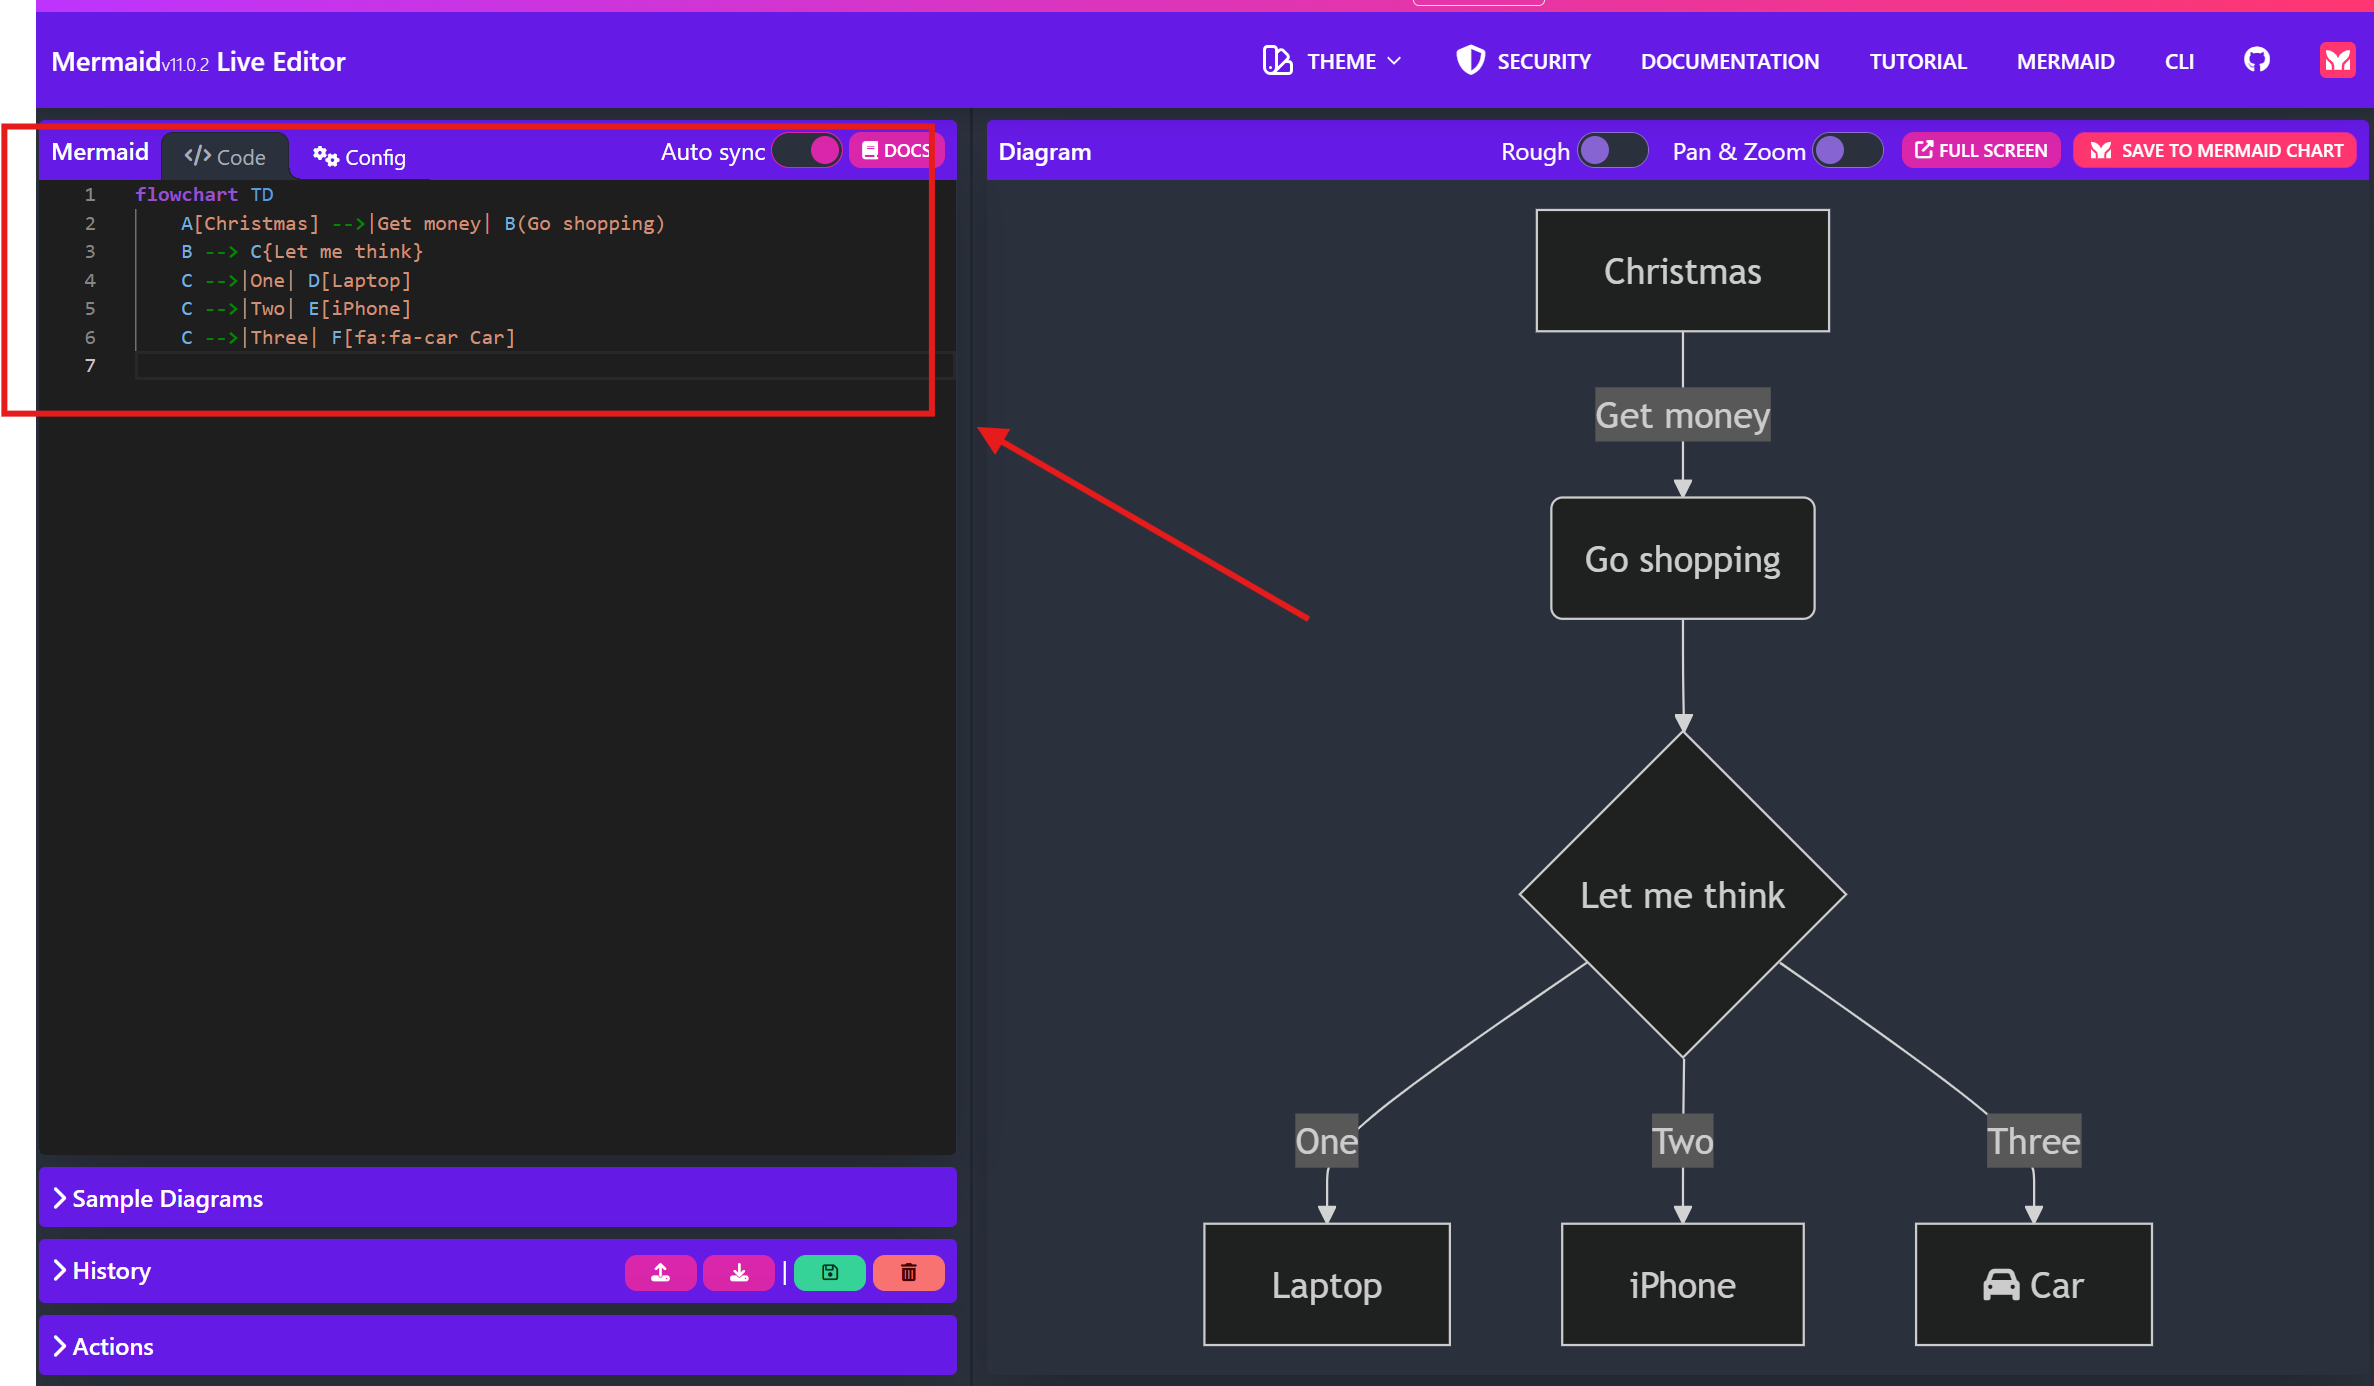 Mermaid v11.0.2 Live Editor
THEME SECURITY DOCUMENTATION TUTORIAL MERMAID CLI
Mermaid Code Config Auto sync DOCS
1 flowchart TD
2 A[Christmas] -->|Get money| B(Go shopping)
3 B --> C{Let me think}
4 C -->|One| D[Laptop]
5 C -->|Two| E[iPhone]
6 C -->|Three| F[fa:fa-car Car]
7
Sample Diagrams
History
Actions
Diagram Rough Pan & Zoom FULL SCREEN SAVE TO MERMAID CHART
Christmas
Get money
Go shopping
Let me think
One Two Three
Laptop iPhone Car